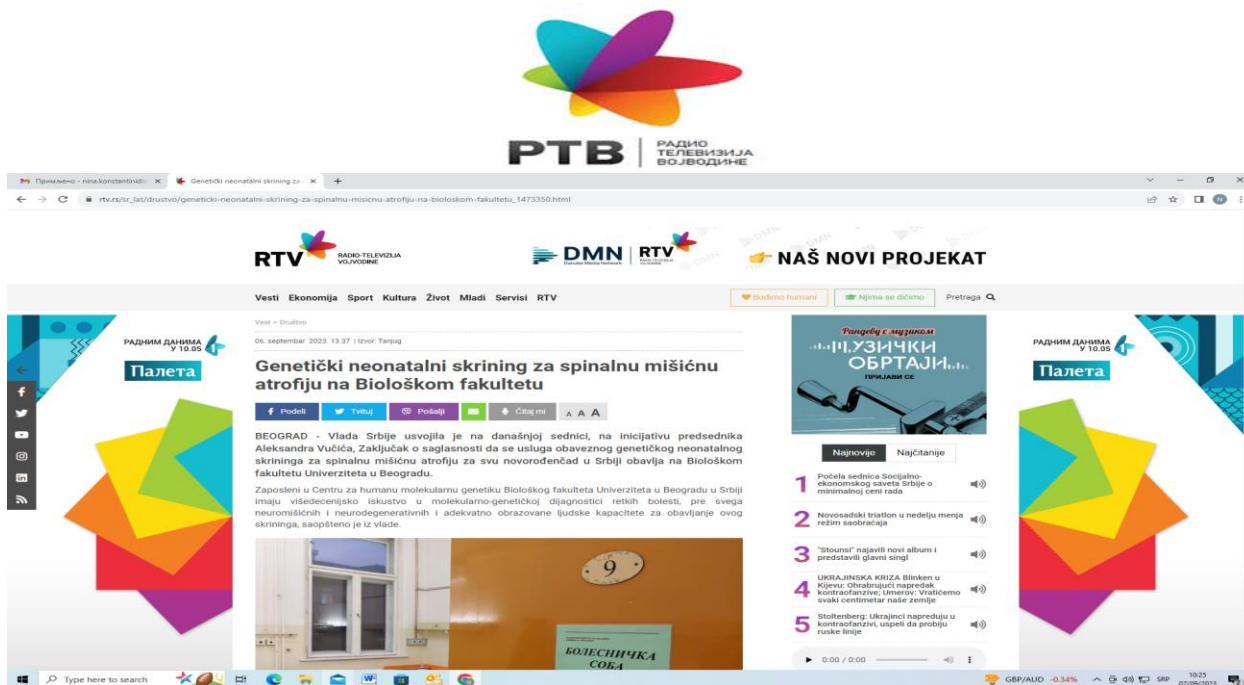 РТВ
РАДИО
ТЕЛЕВИЗИЈА
ВОЈВОДИНЕ
Примљено - nina.konstantinid
Genetički neonatalni skrining za
rtv.rs/sr_lat/drustvo/geneticki-neonatalni-skrining-za-spinalnu-misicnu-atrofiju-na-bioloskom-fakultetu_1473350.html
RTV
RADIO-TELEVIZIJA
VOJVODINE
DMN
Danube Media Network
RTV
NAŠ NOVI PROJEKAT
Vesti Ekonomija Sport Kultura Život Mladi Servisi RTV
Budimo humani
Njima se dičimo
Pretraga
РАДНИМ ДАНИМА
У 10.05
Палета
Vesti > Društvo
06. septembar 2023. 13.37 | Izvor: Tanjug
Genetički neonatalni skrining za spinalnu mišićnu
atrofiju na Biološkom fakultetu
Podeli
Tvituj
Pošalji
Čitaj mi
A A A
BEOGRAD - Vlada Srbije usvojila je na današnjoj sednici, na inicijativu predsednika
Aleksandra Vučića, Zaključak o saglasnosti da se usluga obaveznog genetičkog neonatalnog
skrininga za spinalnu mišićnu atrofiju za svu novorođenčad u Srbiji obavlja na Biološkom
fakultetu Univerziteta u Beogradu.
Zaposleni u Centru za humanu molekularnu genetiku Biološkog fakulteta Univerziteta u Beogradu u Srbiji
imaju višedecenijsko iskustvo u molekularno-genetičkoj dijagnostici retkih bolesti, pre svega
neuromišićnih i neurodegenerativnih i adekvatno obrazovane ljudske kapacitete za obavljanje ovog
skrininga, saopšteno je iz vlade.
9
БОЛЕСНИЧКА
СОБА
Рандеву с музиком
МУЗИЧКИ
ОБРТАЈИ
ПРИЈАВИ СЕ
Najnovije
Najčitanije
1 Počela sednica Socijalno-
ekonomskog saveta Srbije o
minimalnoj ceni rada
2 Novosadski triatlon u nedelju menja
režim saobraćaja
3 "Stounsi" najavili novi album i
predstavili glavni singl
4 UKRAJINSKA KRIZA Blinken u
Kijevu: Ohrabrujući napredak
kontraofanzive; Umerov: Vratićemo
svaki centimetar naše zemlje
5 Stoltenberg: Ukrajinci napreduju u
kontraofanzivi, uspeli da probiju
ruske linije
0:00 / 0:00
РАДНИМ ДАНИМА
У 10.05
Палета
Type here to search
GBP/AUD -0.34%
SRP
10:25
07/09/2023